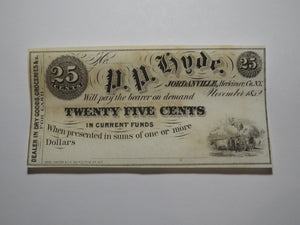 No.
25
CENTS
P. P. Hyde,
25
JORDANVILLE, Herkimer Co. N.Y.
Will pay the bearer on demand
November 1862
TWENTY FIVE CENTS
IN CURRENT FUNDS
When presented in sums of one or more
Dollars
DEALER IN DRY GOODS, GROCERIES &c.